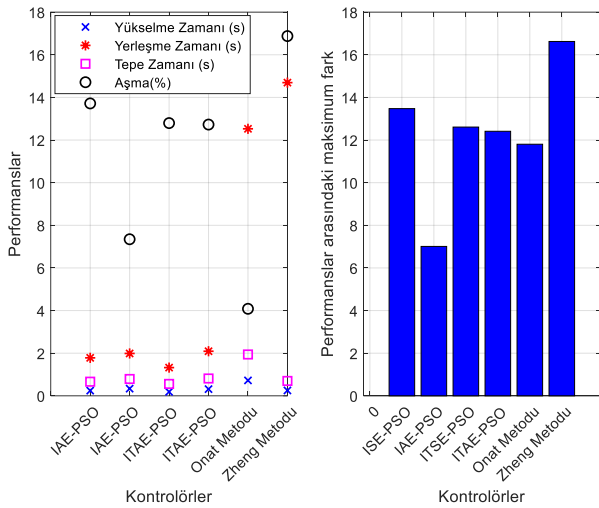 18
16
14
12
10
8
6
4
2
0
Performanslar
Yükselme Zamanı (s)
Yerleşme Zamanı (s)
Tepe Zamanı (s)
Aşma(%)
IAE-PSO
IAE-PSO
ITAE-PSO
ITAE-PSO
Onat Metodu
Zheng Metodu
Kontrolörler
18
16
14
12
10
8
6
4
2
0
Performanslar arasındaki maksimum fark
0
ISE-PSO
IAE-PSO
ITSE-PSO
ITAE-PSO
Onat Metodu
Zheng Metodu
Kontrolörler